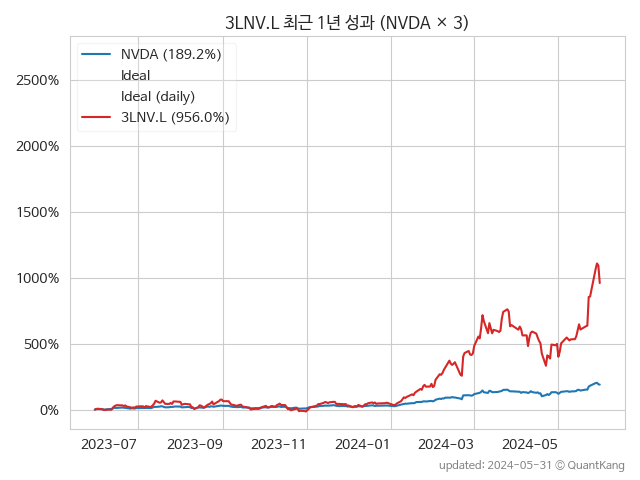 3LNV.L 최근 1년 성과 (NVDA × 3)
NVDA (189.2%)
Ideal
Ideal (daily)
3LNV.L (956.0%)
2500%
2000%
1500%
1000%
500%
0%
2023-07 2023-09 2023-11 2024-01 2024-03 2024-05
updated: 2024-05-31 © QuantKang